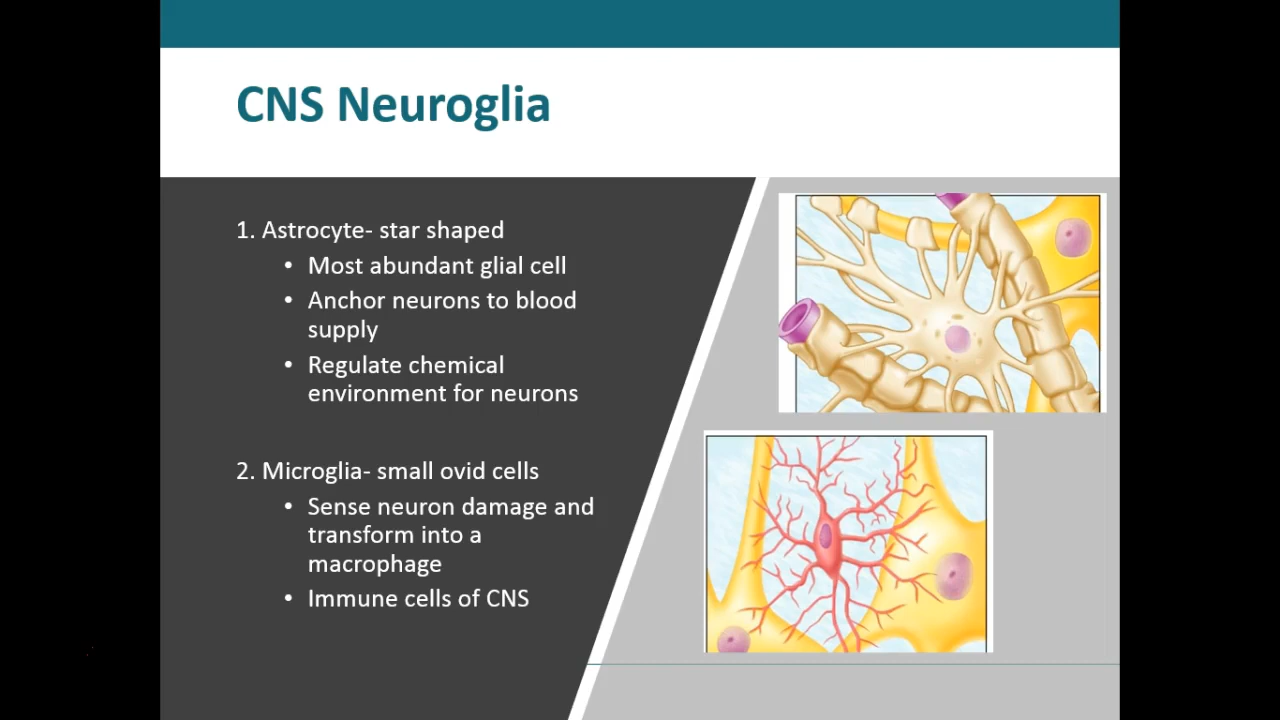 CNS Neuroglia
1. Astrocyte- star shaped
• Most abundant glial cell
• Anchor neurons to blood
supply
• Regulate chemical
environment for neurons
2. Microglia- small ovid cells
• Sense neuron damage and
transform into a
macrophage
• Immune cells of CNS